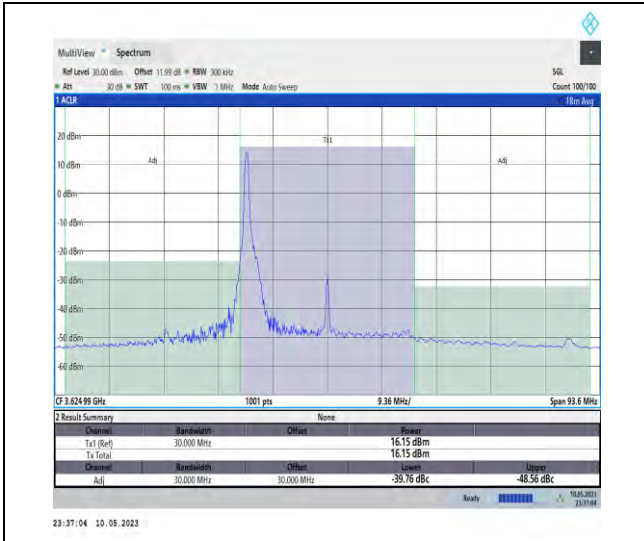 MultiView Spectrum
Ref Level 30.00 dBm Offset 11.99 dB RBW 300 kHz SGL
Att 30 dB SWT 100 ms VBW 1 MHz Mode Auto Sweep Count 100/100
1 ACLR 1Rm Avg
Tx1
20 dBm
Adj Adj
10 dBm
0 dBm
-10 dBm
-20 dBm
-30 dBm
-40 dBm
-50 dBm
-60 dBm
CF 3.624 99 GHz 1001 pts 9.36 MHz/ Span 93.6 MHz
2 Result Summary None
Channel Bandwidth Offset Power
Tx1 (Ref) 30.000 MHz 16.15 dBm
Tx Total 16.15 dBm
Channel Bandwidth Offset Lower Upper
Adj 30.000 MHz 30.000 MHz -39.76 dBc -48.56 dBc
Ready 10.05.2023
23:37:04
23:37:04 10.05.2023